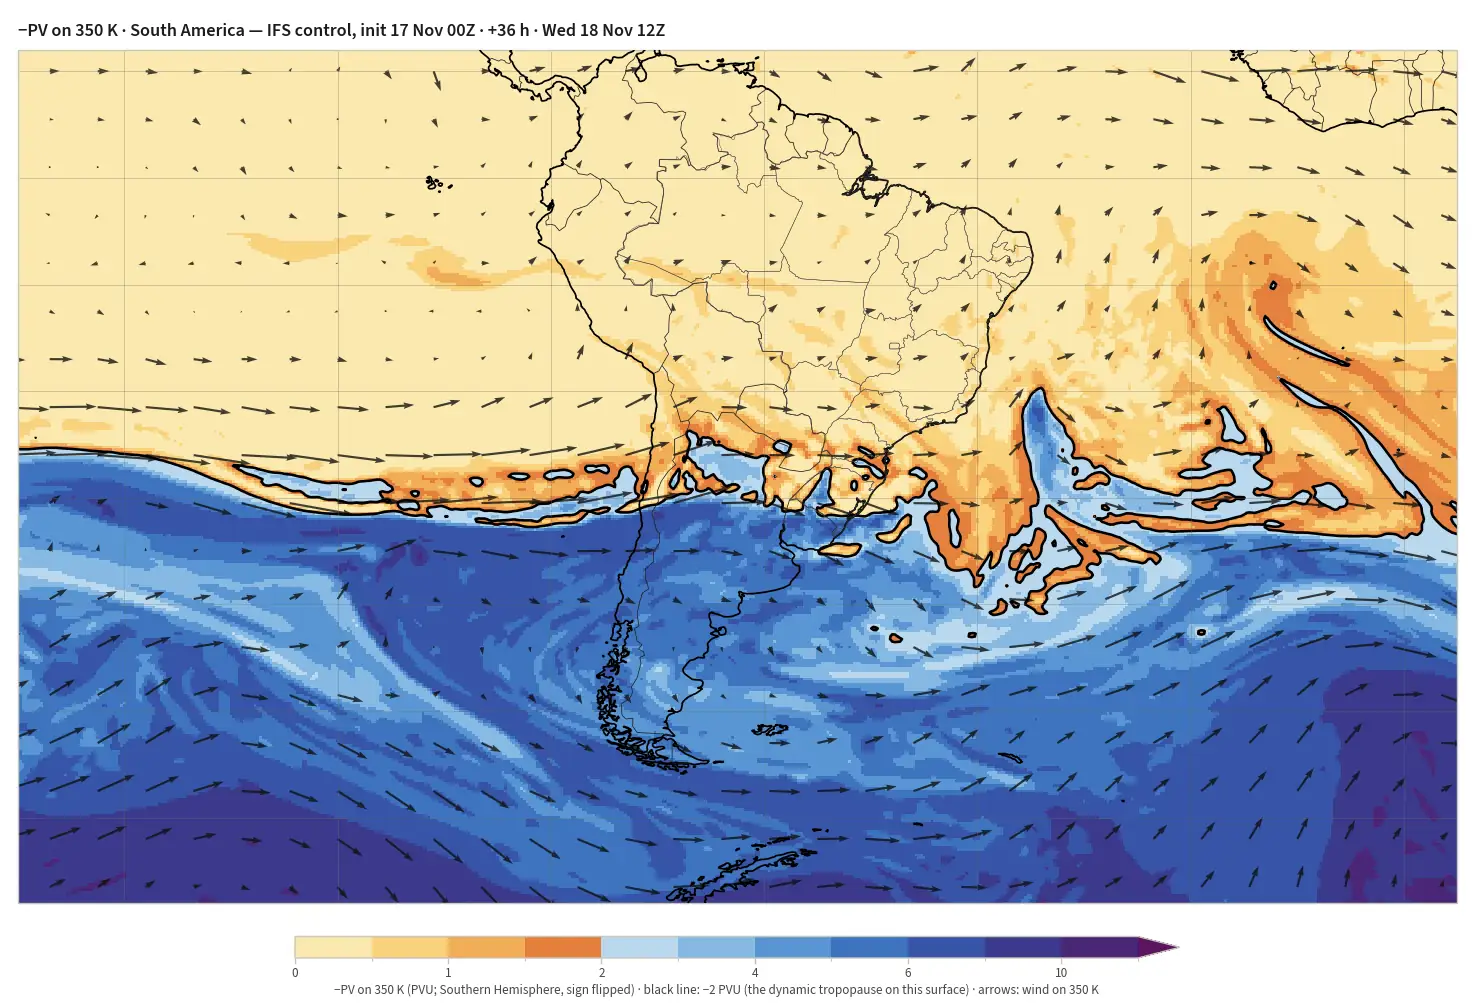 −PV on 350 K · South America — IFS control, init 17 Nov 00Z · +36 h · Wed 18 Nov 12Z
0 1 2 4 6 10
−PV on 350 K (PVU; Southern Hemisphere, sign flipped) · black line: −2 PVU (the dynamic tropopause on this surface) · arrows: wind on 350 K